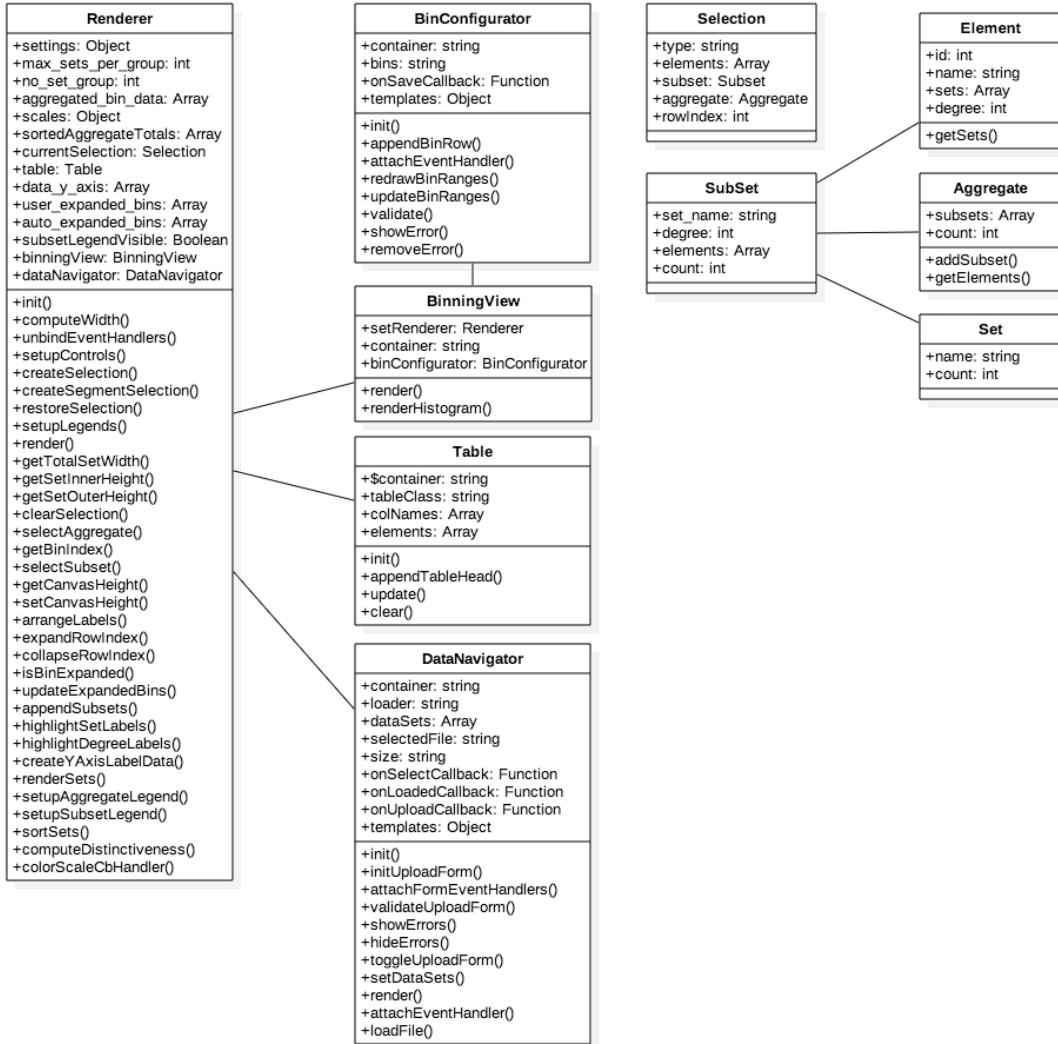 Renderer
+settings: Object
+max_sets_per_group: int
+no_set_group: int
+aggregated_bin_data: Array
+scales: Object
+sortedAggregateTotals: Array
+currentSelection: Selection
+table: Table
+data_y_axis: Array
+user_expanded_bins: Array
+auto_expanded_bins: Array
+subsetLegendVisible: Boolean
+binningView: BinningView
+dataNavigator: DataNavigator
+init()
+computeWidth()
+unbindEventHandlers()
+setupControls()
+createSelection()
+createSegmentSelection()
+restoreSelection()
+setupLegends()
+render()
+getTotalSetWidth()
+getSetInnerHeight()
+getSetOuterHeight()
+clearSelection()
+selectAggregate()
+getBinIndex()
+selectSubset()
+getCanvasHeight()
+setCanvasHeight()
+arrangeLabels()
+expandRowIndex()
+collapseRowIndex()
+isBinExpanded()
+updateExpandedBins()
+appendSubsets()
+highlightSetLabels()
+highlightDegreeLabels()
+createYAxisLabelData()
+renderSets()
+setupAggregateLegend()
+setupSubsetLegend()
+sortSets()
+computeDistinctiveness()
+colorScaleCbHandler()
BinConfigurator
+container: string
+bins: string
+onSaveCallback: Function
+templates: Object
+init()
+appendBinRow()
+attachEventHandler()
+redrawBinRanges()
+updateBinRanges()
+validate()
+showError()
+removeError()
BinningView
+setRenderer: Renderer
+container: string
+binConfigurator: BinConfigurator
+render()
+renderHistogram()
Table
+$container: string
+tableClass: string
+colNames: Array
+elements: Array
+init()
+appendTableHead()
+update()
+clear()
DataNavigator
+container: string
+loader: string
+dataSets: Array
+selectedFile: string
+size: string
+onSelectCallback: Function
+onLoadedCallback: Function
+onUploadCallback: Function
+templates: Object
+init()
+initUploadForm()
+attachFormEventHandlers()
+validateUploadForm()
+showErrors()
+hideErrors()
+toggleUploadForm()
+setDataSets()
+render()
+attachEventHandler()
+loadFile()
Selection
+type: string
+elements: Array
+subset: Subset
+aggregate: Aggregate
+rowIndex: int
SubSet
+set_name: string
+degree: int
+elements: Array
+count: int
Element
+id: int
+name: string
+sets: Array
+degree: int
+getSets()
Aggregate
+subsets: Array
+count: int
+addSubset()
+getElements()
Set
+name: string
+count: int